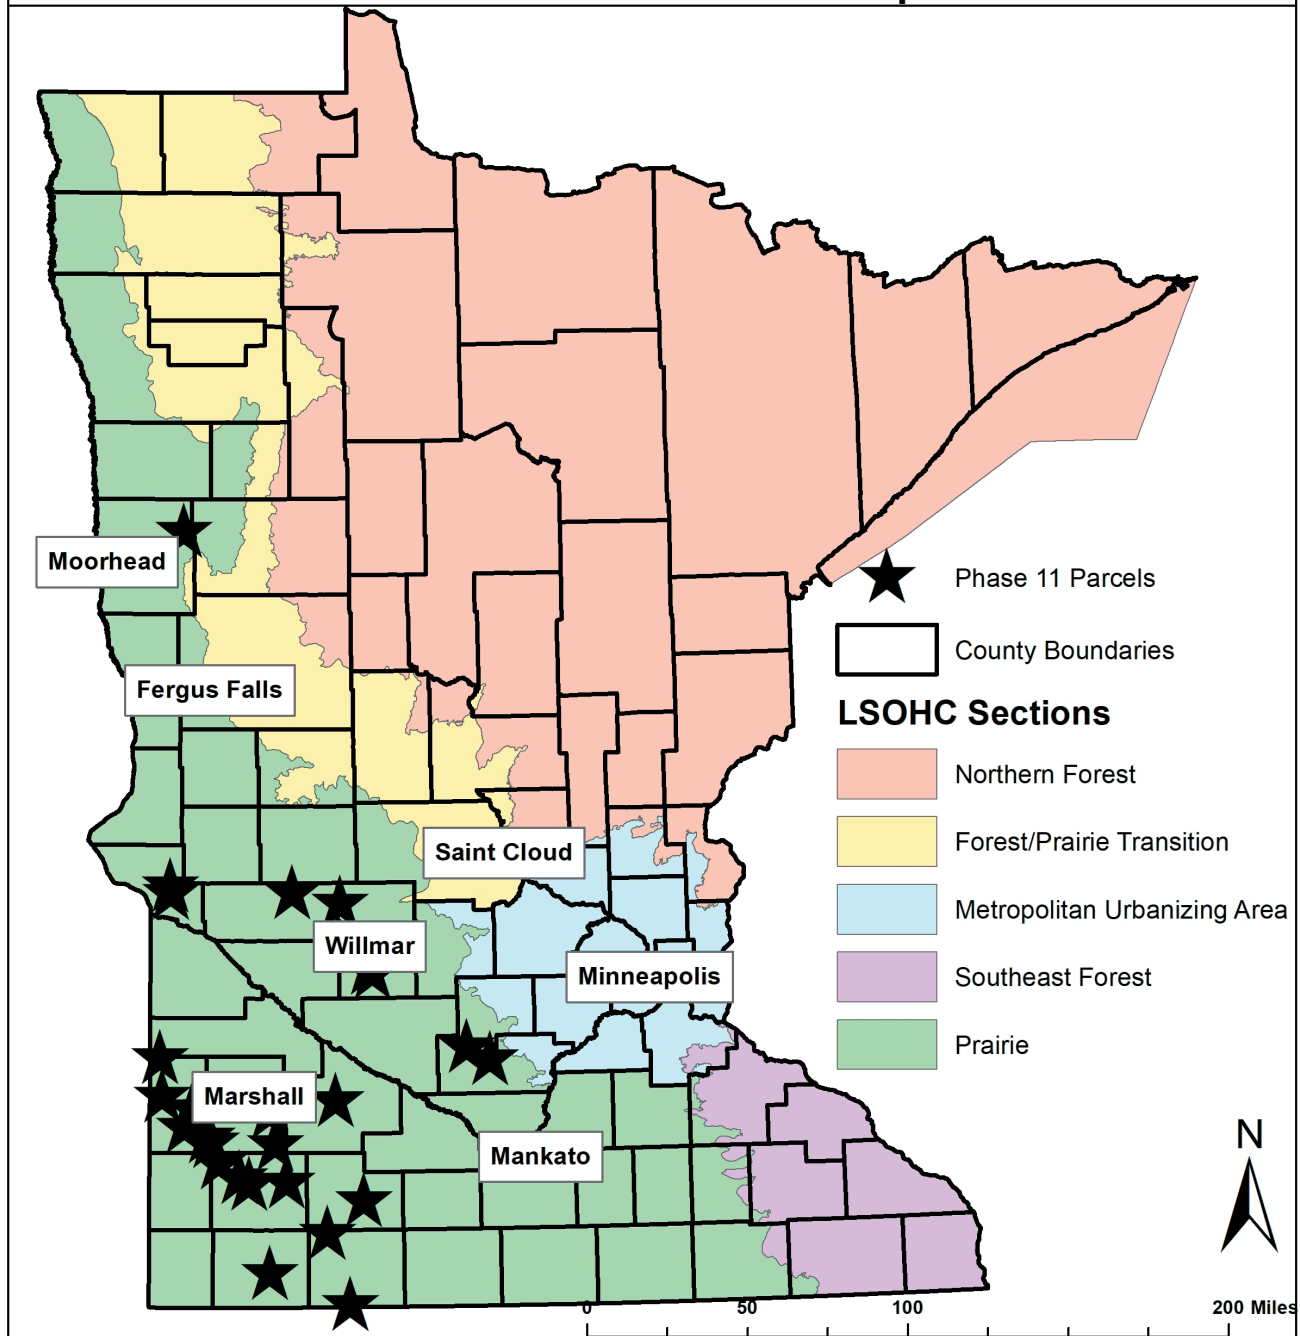 Moorhead
Fergus Falls
Saint Cloud
Willmar
Minneapolis
Marshall
Mankato
Phase 11 Parcels
County Boundaries
LSOHC Sections
Northern Forest
Forest/Prairie Transition
Metropolitan Urbanizing Area
Southeast Forest
Prairie
N
0 50 100 200 Miles